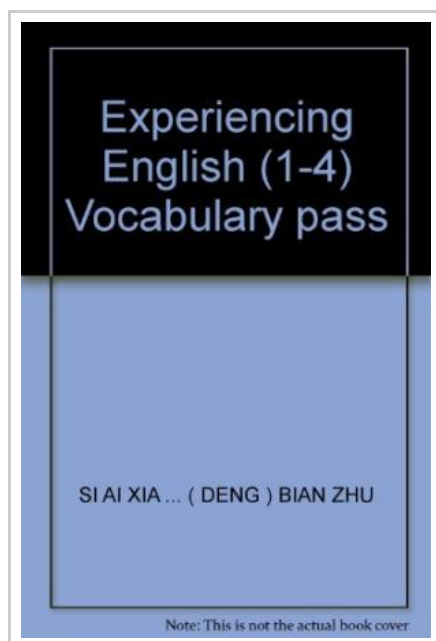 Experiencing
English (1-4)
Vocabulary pass
SI AI XIA ... ( DENG ) BIAN ZHU
Note: This is not the actual book cover